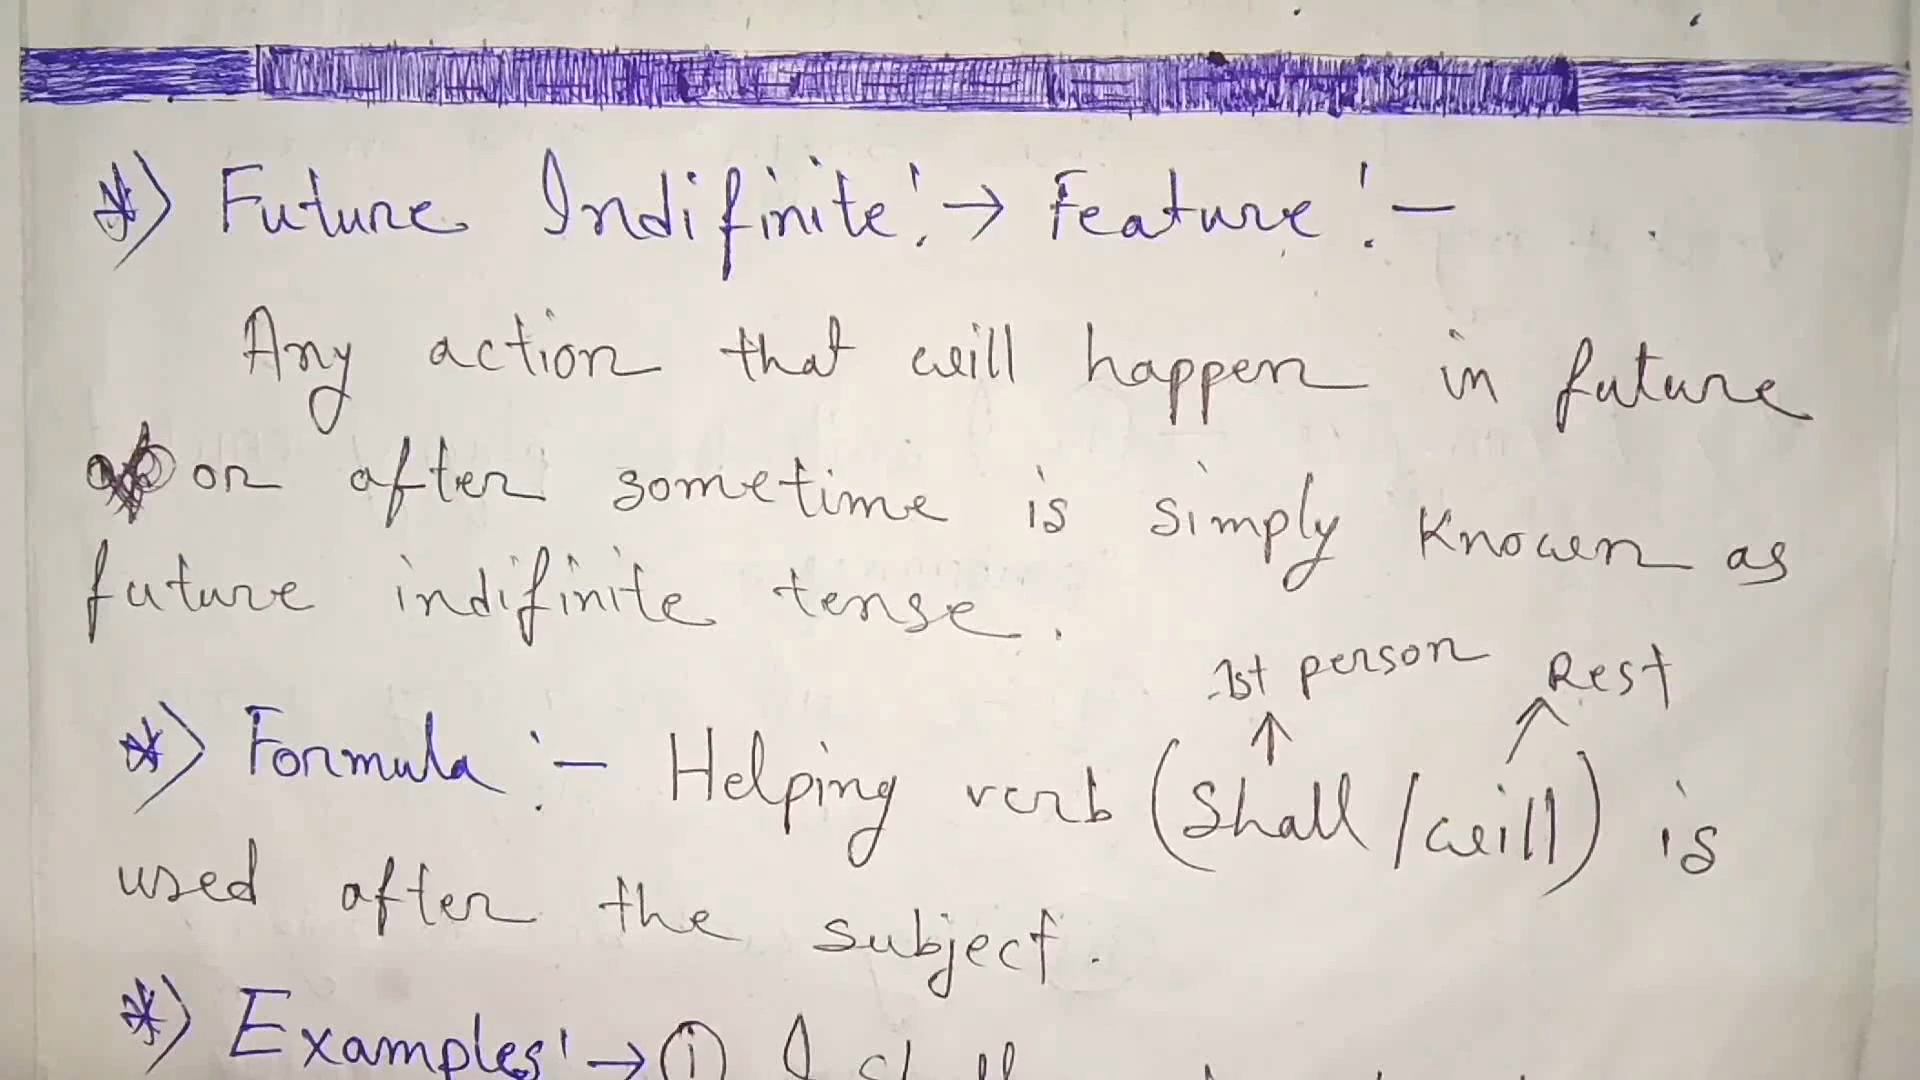 *) Future Indifinite :→ Feature :-
Any action that will happen in future
or after sometime is simply known as
future indifinite tense.
1st person Rest
*) Formula :- Helping verb (Shall/will) is
used after the subject.
*) Examples :→ (i) I shall